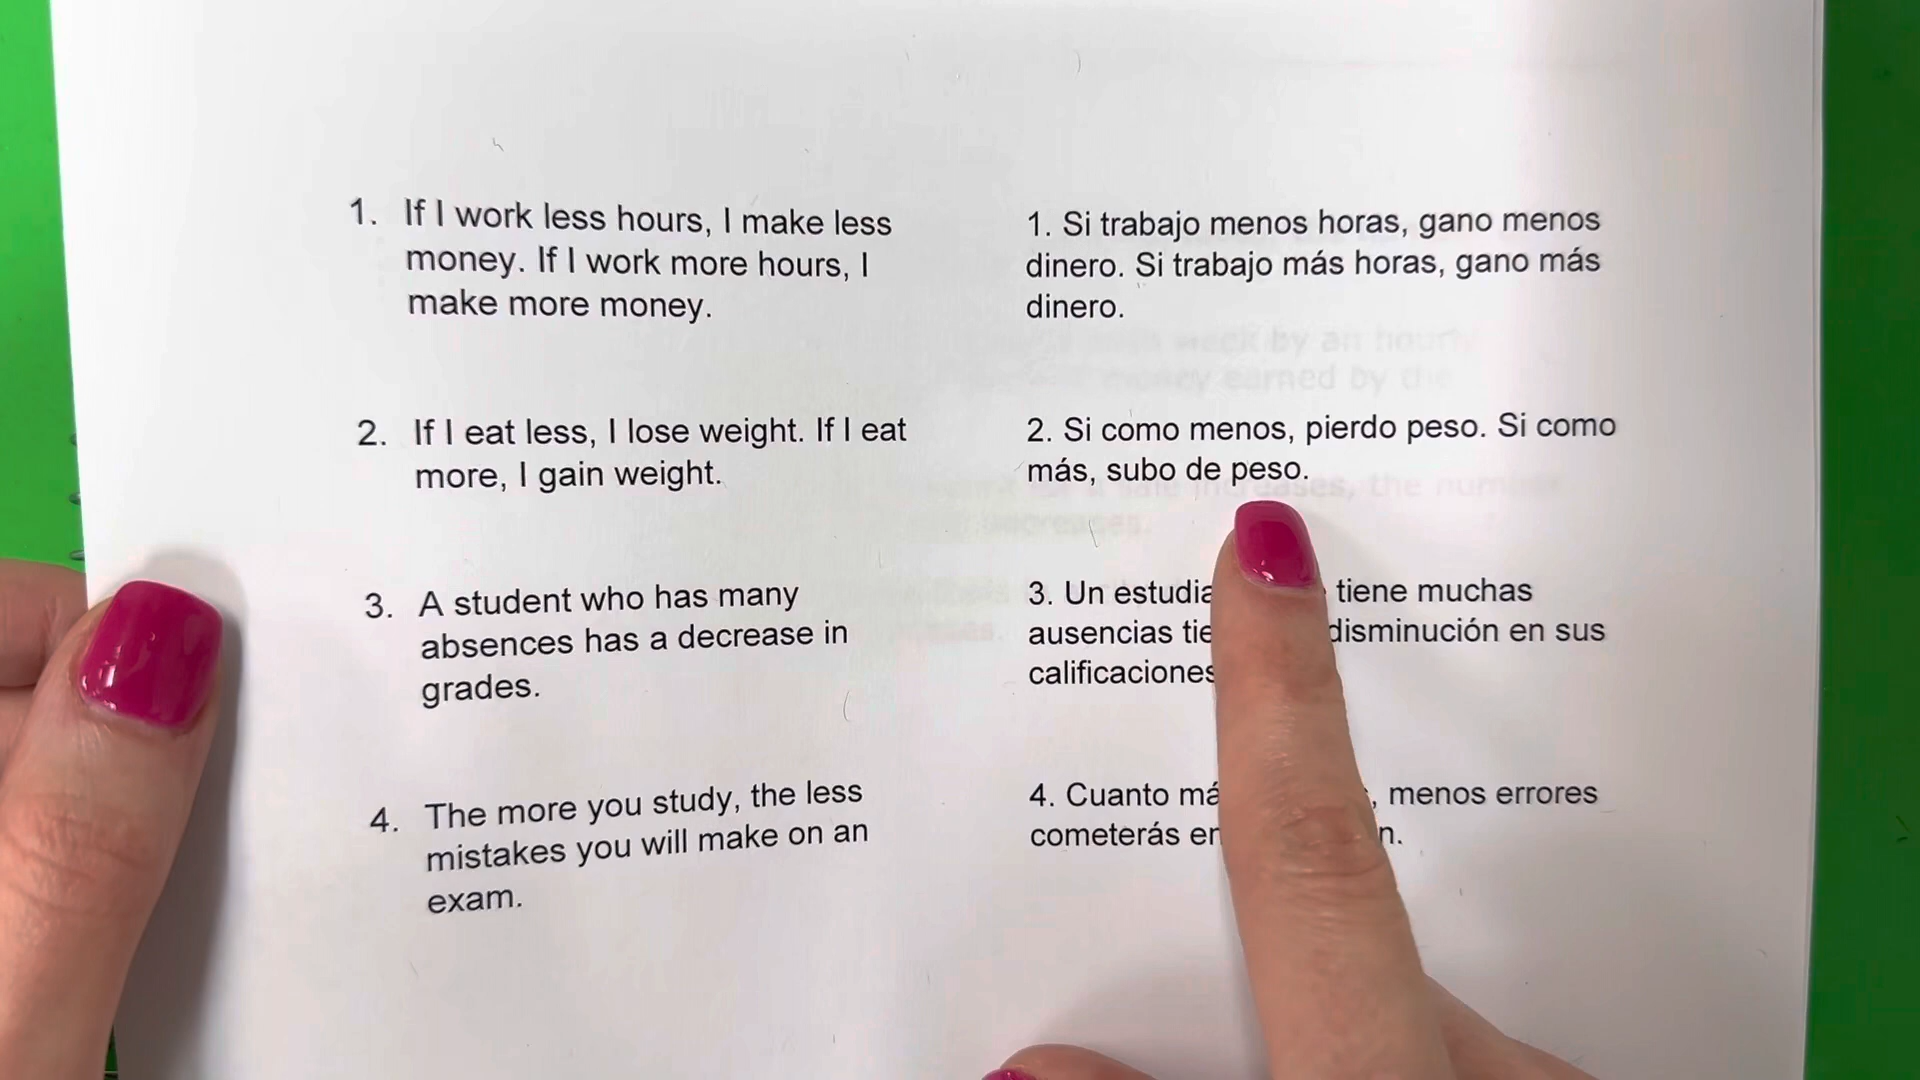 1. If I work less hours, I make less
money. If I work more hours, I
make more money.
2. If I eat less, I lose weight. If I eat
more, I gain weight.
3. A student who has many
absences has a decrease in
grades.
4. The more you study, the less
mistakes you will make on an
exam.
1. Si trabajo menos horas, gano menos
dinero. Si trabajo más horas, gano más
dinero.
2. Si como menos, pierdo peso. Si como
más, subo de peso.
3. Un tiene muchas
ausencias disminución en sus
calificaciones
4. Cuanto , menos errores
cometerás